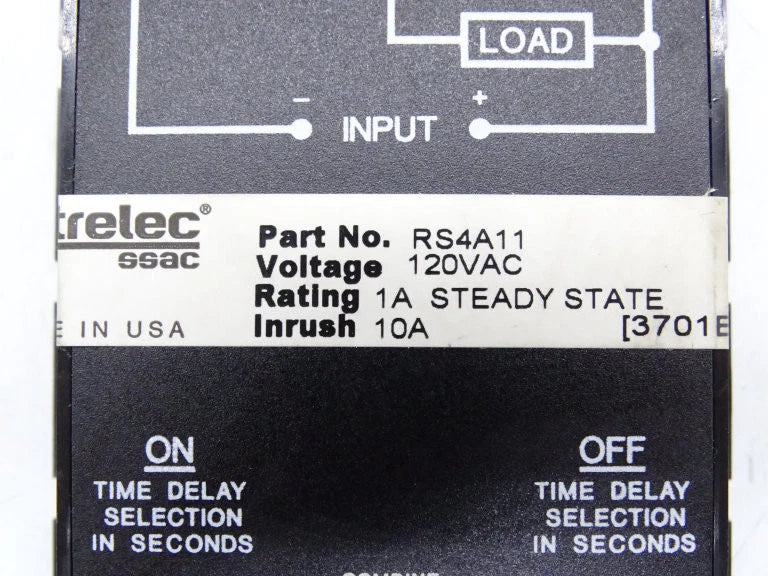 LOAD
- +
INPUT
trelec®
ssac
Part No. RS4A11
Voltage 120VAC
Rating 1A STEADY STATE
E IN USA
Inrush 10A [3701E
ON
TIME DELAY
SELECTION
IN SECONDS
OFF
TIME DELAY
SELECTION
IN SECONDS